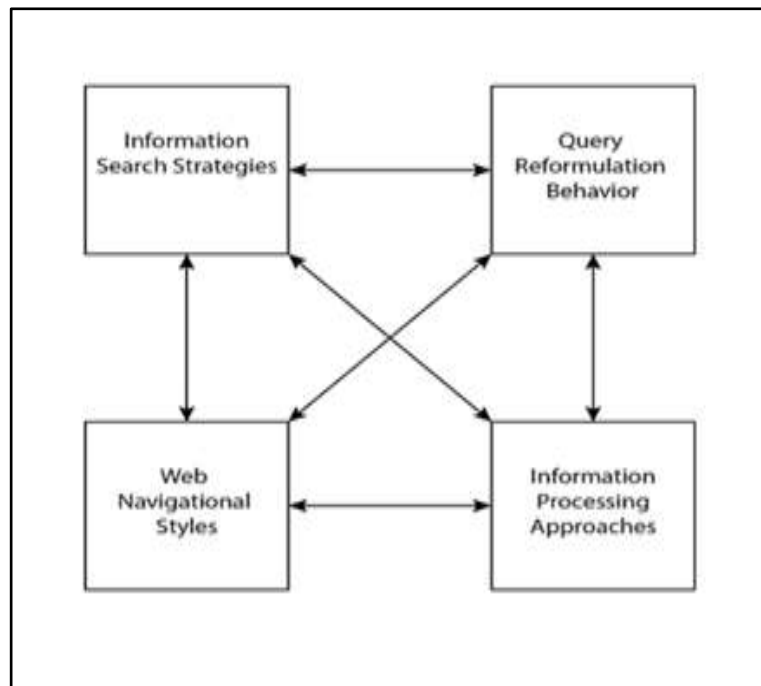 Information
Search Strategies
Query
Reformulation
Behavior
Web
Navigational
Styles
Information
Processing
Approaches